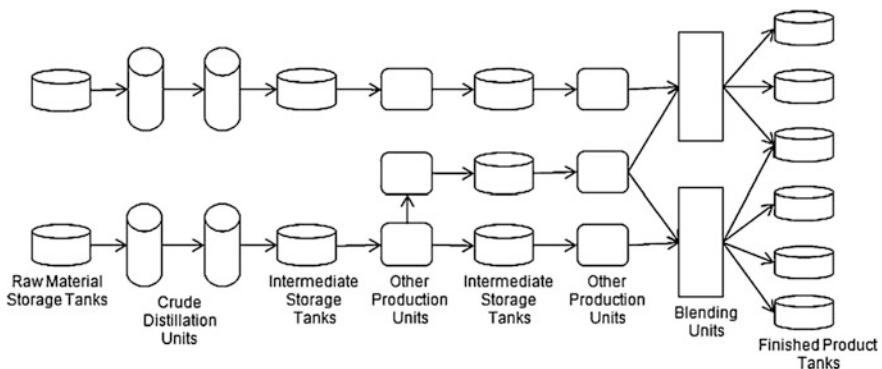 Raw Material
Storage Tanks
Crude
Distillation
Units
Intermediate
Storage
Tanks
Other
Production
Units
Intermediate
Storage
Tanks
Other
Production
Units
Blending
Units
Finished Product
Tanks